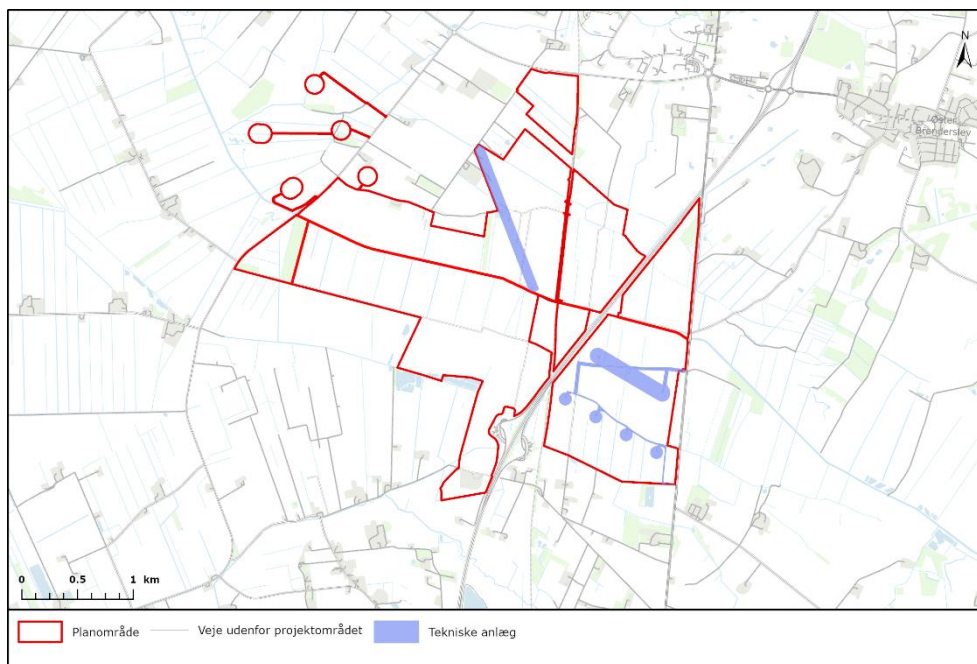 N
Øster
Brønderslev
0 0.5 1 km
Planområde Veje udenfor projektområdet Tekniske anlæg